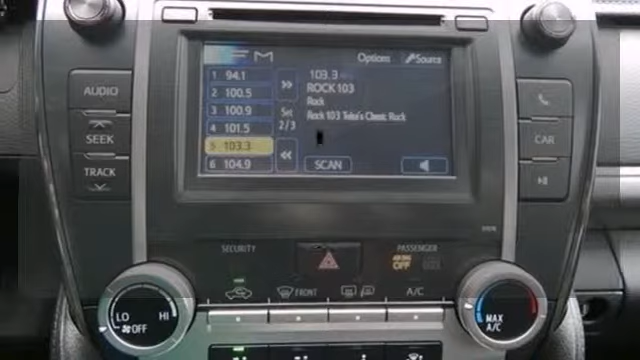 Options Source
AUDIO
SEEK
TRACK
1 94.1
2 100.5
3 100.9
4 101.5
5 103.3
6 104.9
Set
2/3
103.3
ROCK 103
Rock
Rock 103 Tulsa's Classic Rock
SCAN
CAR
SECURITY
PASSENGER
OFF
FRONT
A/C
LO HI
OFF
MAX
A/C